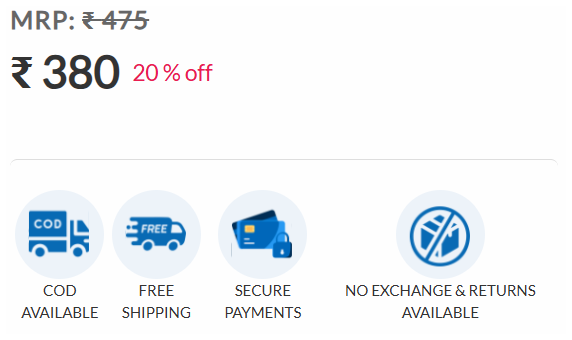 MRP: ₹ 475
₹ 380 20 % off
COD
FREE
COD AVAILABLE
FREE SHIPPING
SECURE PAYMENTS
NO EXCHANGE & RETURNS AVAILABLE